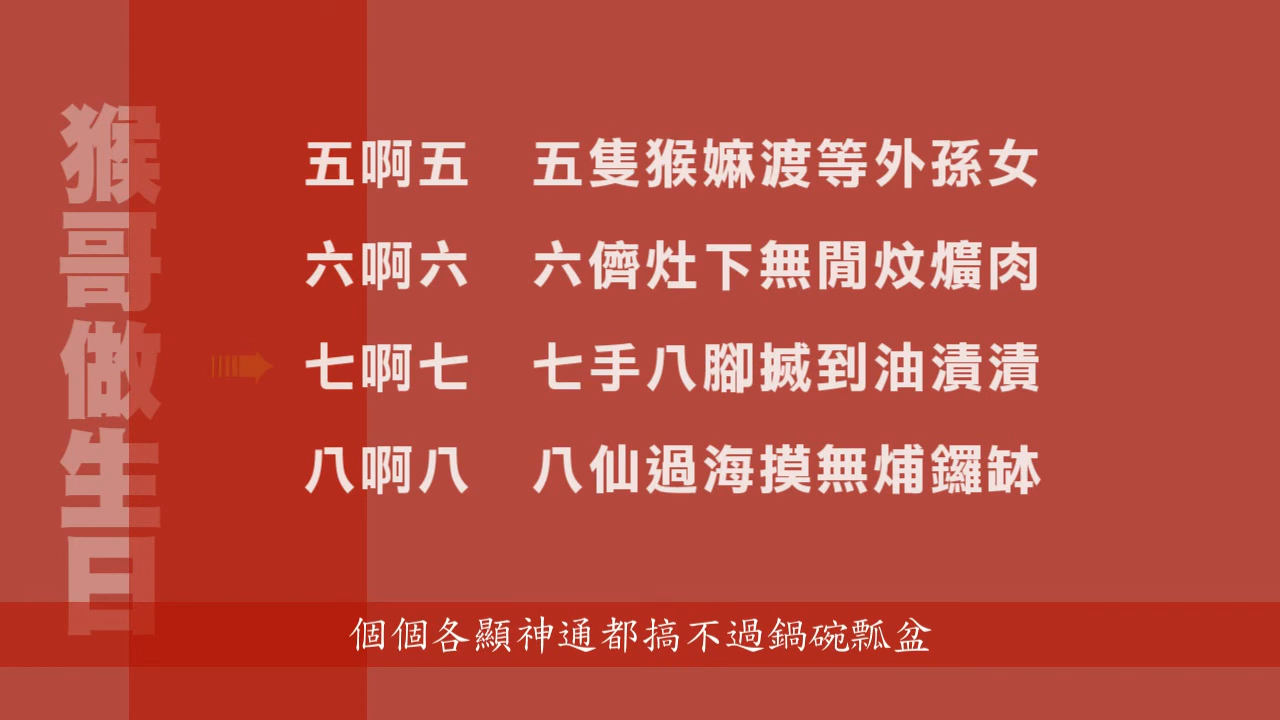 猴哥做生日
五啊五 五隻猴嫲渡等外孫女
六啊六 六儕灶下無閒炆爌肉
七啊七 七手八腳搣到油漬漬
八啊八 八仙過海摸無烳鑼缽
個個各顯神通都搞不過鍋碗瓢盆